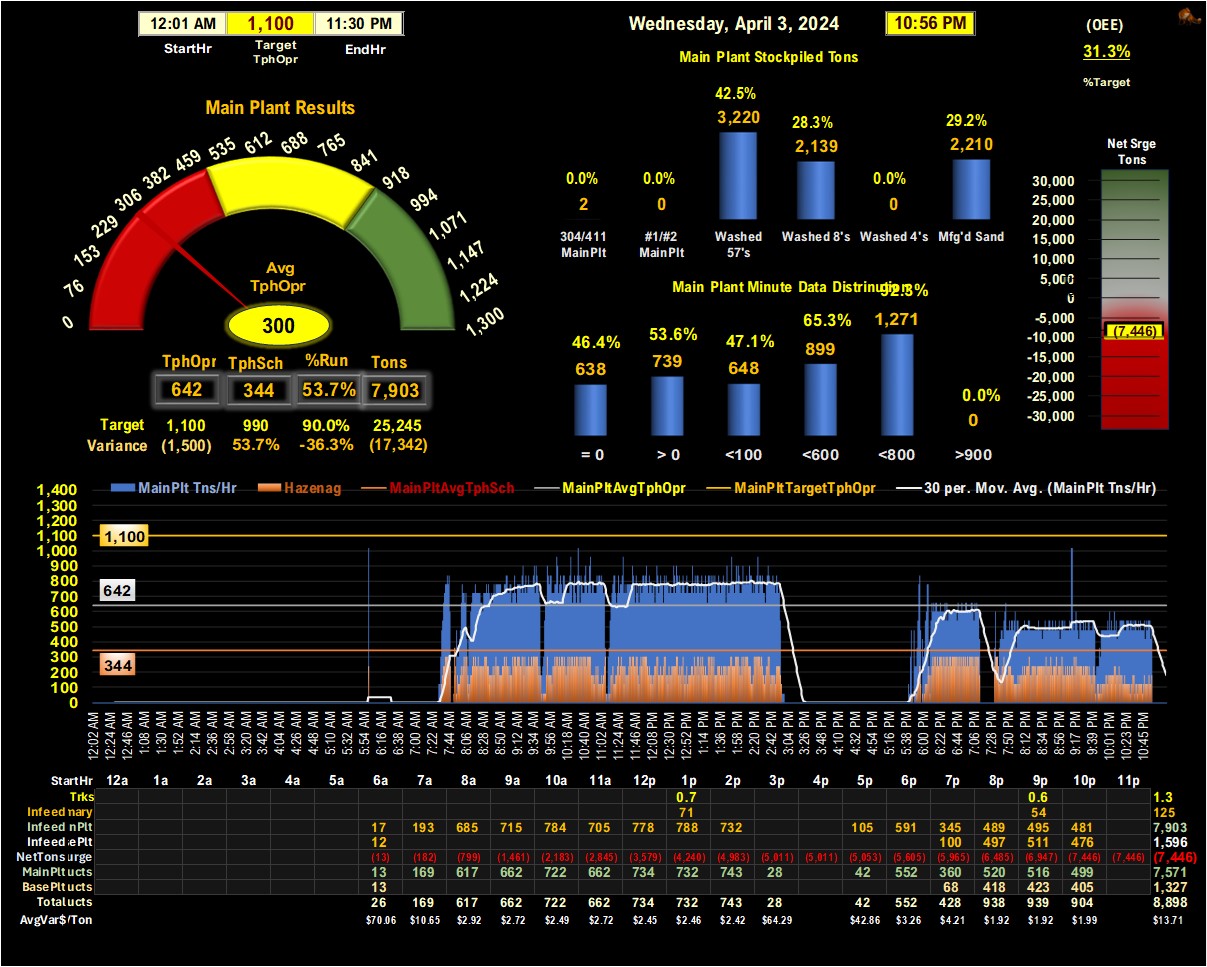 12:01 AM 1,100 11:30 PM
StartHr Target TphOpr EndHr
Wednesday, April 3, 2024 10:56 PM
(OEE)
31.3%
%Target
Main Plant Stockpiled Tons
42.5% 28.3% 29.2%
3,220 2,139 2,210
0.0% 0.0% 0.0%
2 0 0
304/411 MainPlt #1/#2 MainPlt Washed 57's Washed 8's Washed 4's Mfg'd Sand
Main Plant Results
0 76 153 229 306 382 459 535 612 688 765 841 918 994 1,071 1,147 1,224 1,300
Avg
TphOpr
300
TphOpr TphSch %Run Tons
642 344 53.7% 7,903
Target 1,100 990 90.0% 25,245
Variance (1,500) 53.7% -36.3% (17,342)
Main Plant Minute Data Distribution
92.3%
46.4% 53.6% 47.1% 65.3%
638 739 648 899 1,271
0.0%
0
= 0 > 0 <100 <600 <800 >900
Net Srge
Tons
30,000
25,000
20,000
15,000
10,000
5,000
0
-5,000
(7,446)
-10,000
-15,000
-20,000
-25,000
-30,000
MainPlt Tns/Hr Hazenag MainPltAvgTphSch MainPltAvgTphOpr MainPltTargetTphOpr 30 per. Mov. Avg. (MainPlt Tns/Hr)
1,400
1,300
1,200
1,100
1,000
900
800
700
600
500
400
300
200
100
0
1,100
642
344
12:02 AM 12:24 AM 12:46 AM 1:08 AM 1:30 AM 1:52 AM 2:14 AM 2:36 AM 2:58 AM 3:20 AM 3:42 AM 4:04 AM 4:26 AM 4:48 AM 5:10 AM 5:32 AM 5:54 AM 6:16 AM 6:38 AM 7:00 AM 7:22 AM 7:44 AM 8:06 AM 8:28 AM 8:50 AM 9:12 AM 9:34 AM 9:56 AM 10:18 AM 10:40 AM 11:02 AM 11:24 AM 11:46 AM 12:08 PM 12:30 PM 12:52 PM 1:14 PM 1:36 PM 1:58 PM 2:20 PM 2:42 PM 3:04 PM 3:26 PM 3:48 PM 4:10 PM 4:32 PM 4:54 PM 5:16 PM 5:38 PM 6:00 PM 6:22 PM 6:44 PM 7:06 PM 7:28 PM 7:50 PM 8:12 PM 8:34 PM 8:56 PM 9:17 PM 9:39 PM 10:01 PM 10:23 PM 10:45 PM
StartHr 12a 1a 2a 3a 4a 5a 6a 7a 8a 9a 10a 11a 12p 1p 2p 3p 4p 5p 6p 7p 8p 9p 10p 11p
Trks 0.7 0.6 1.3
Infeed mary 71 54 125
Infeed nPlt 17 193 685 715 784 705 778 788 732 105 591 345 489 495 481 7,903
Infeed ePlt 12 100 497 511 476 1,596
NetTons urge (13) (182) (799) (1,461) (2,183) (2,845) (3,579) (4,240) (4,983) (5,011) (5,011) (5,053) (5,605) (5,965) (6,485) (6,947) (7,446) (7,446) (7,446)
MainPlt ucts 13 169 617 662 722 662 734 732 743 28 42 552 360 520 516 499 7,571
BasePlt ucts 13 68 418 423 405 1,327
Total ucts 26 169 617 662 722 662 734 732 743 28 42 552 428 938 939 904 8,898
AvgVar$/Ton $70.06 $10.65 $2.92 $2.72 $2.49 $2.72 $2.45 $2.46 $2.42 $64.29 $42.86 $3.26 $4.21 $1.92 $1.92 $1.99 $13.71